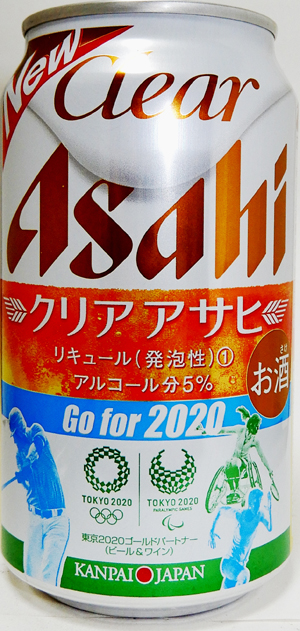 New
Clear
Asahi
クリア アサヒ
リキュール(発泡性)①
アルコール分5%
さけ
お酒
Go for 2020
TOKYO 2020
TOKYO 2020
PARALYMPIC GAMES
東京2020ゴールドパートナー
(ビール&ワイン)
KANPAI JAPAN